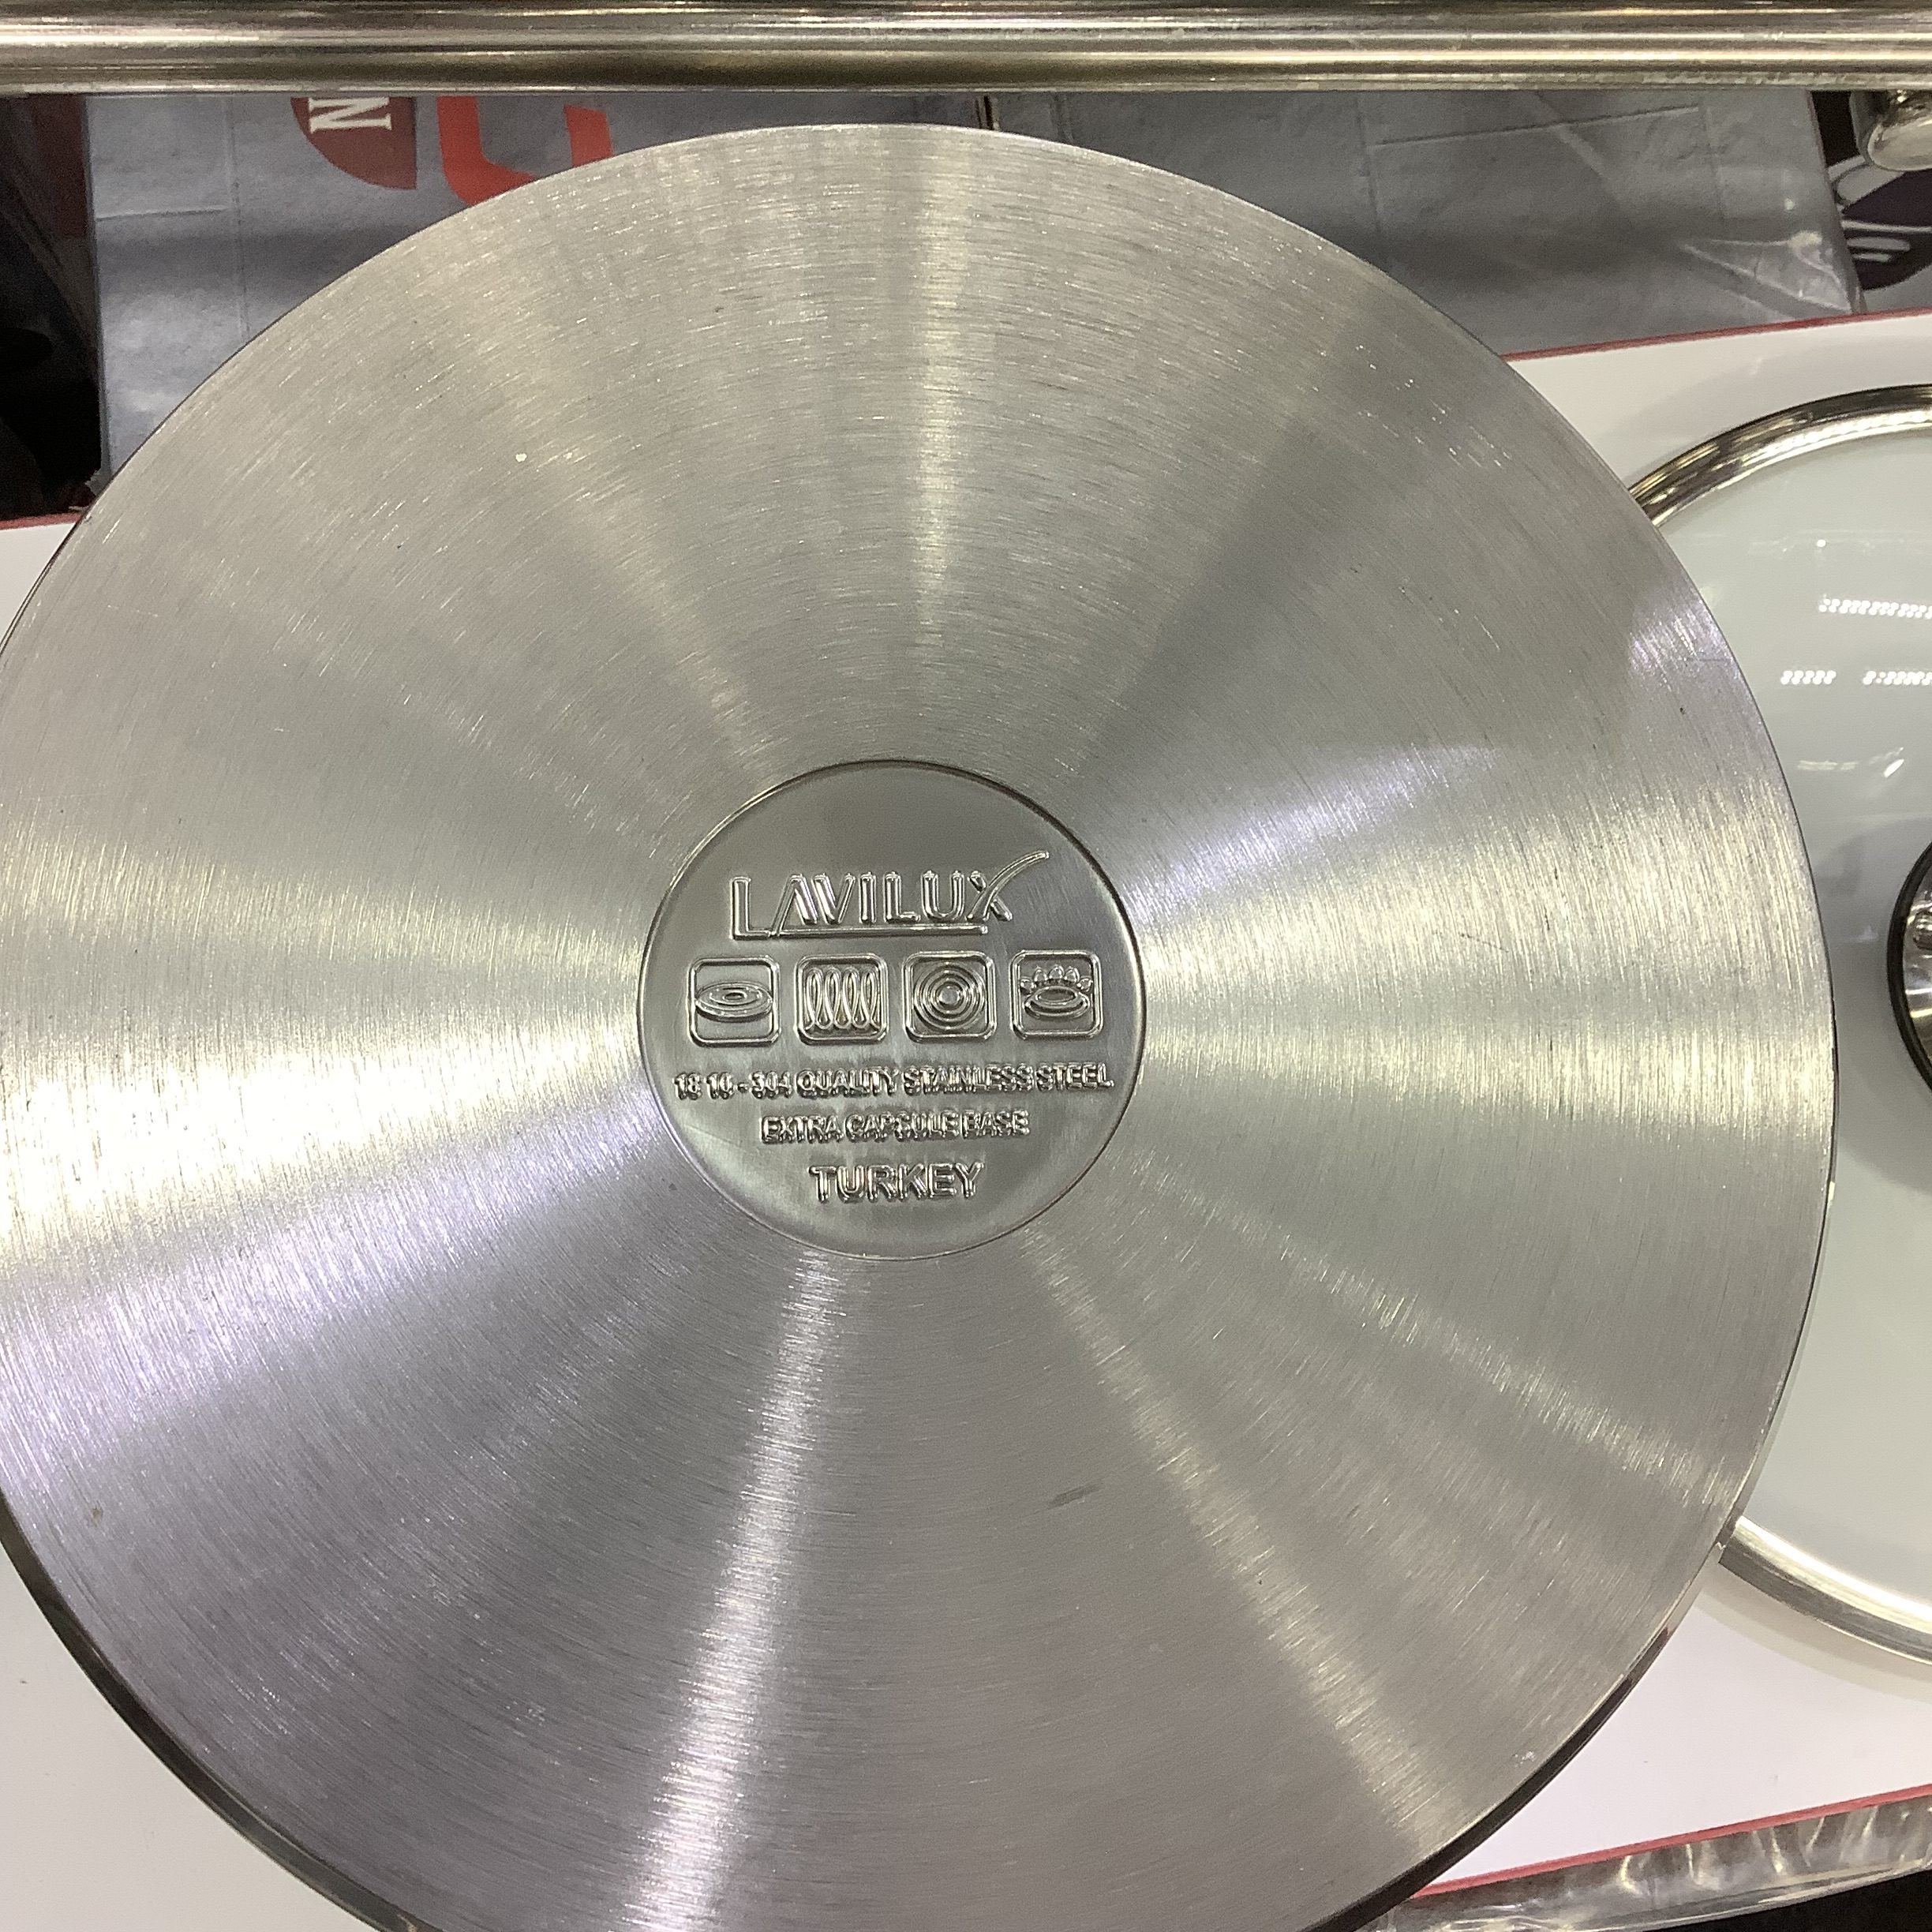 LAVILUX
18 10 - 304 QUALITY STAINLESS STEEL
EXTRA CAPSULE BASE
TURKEY